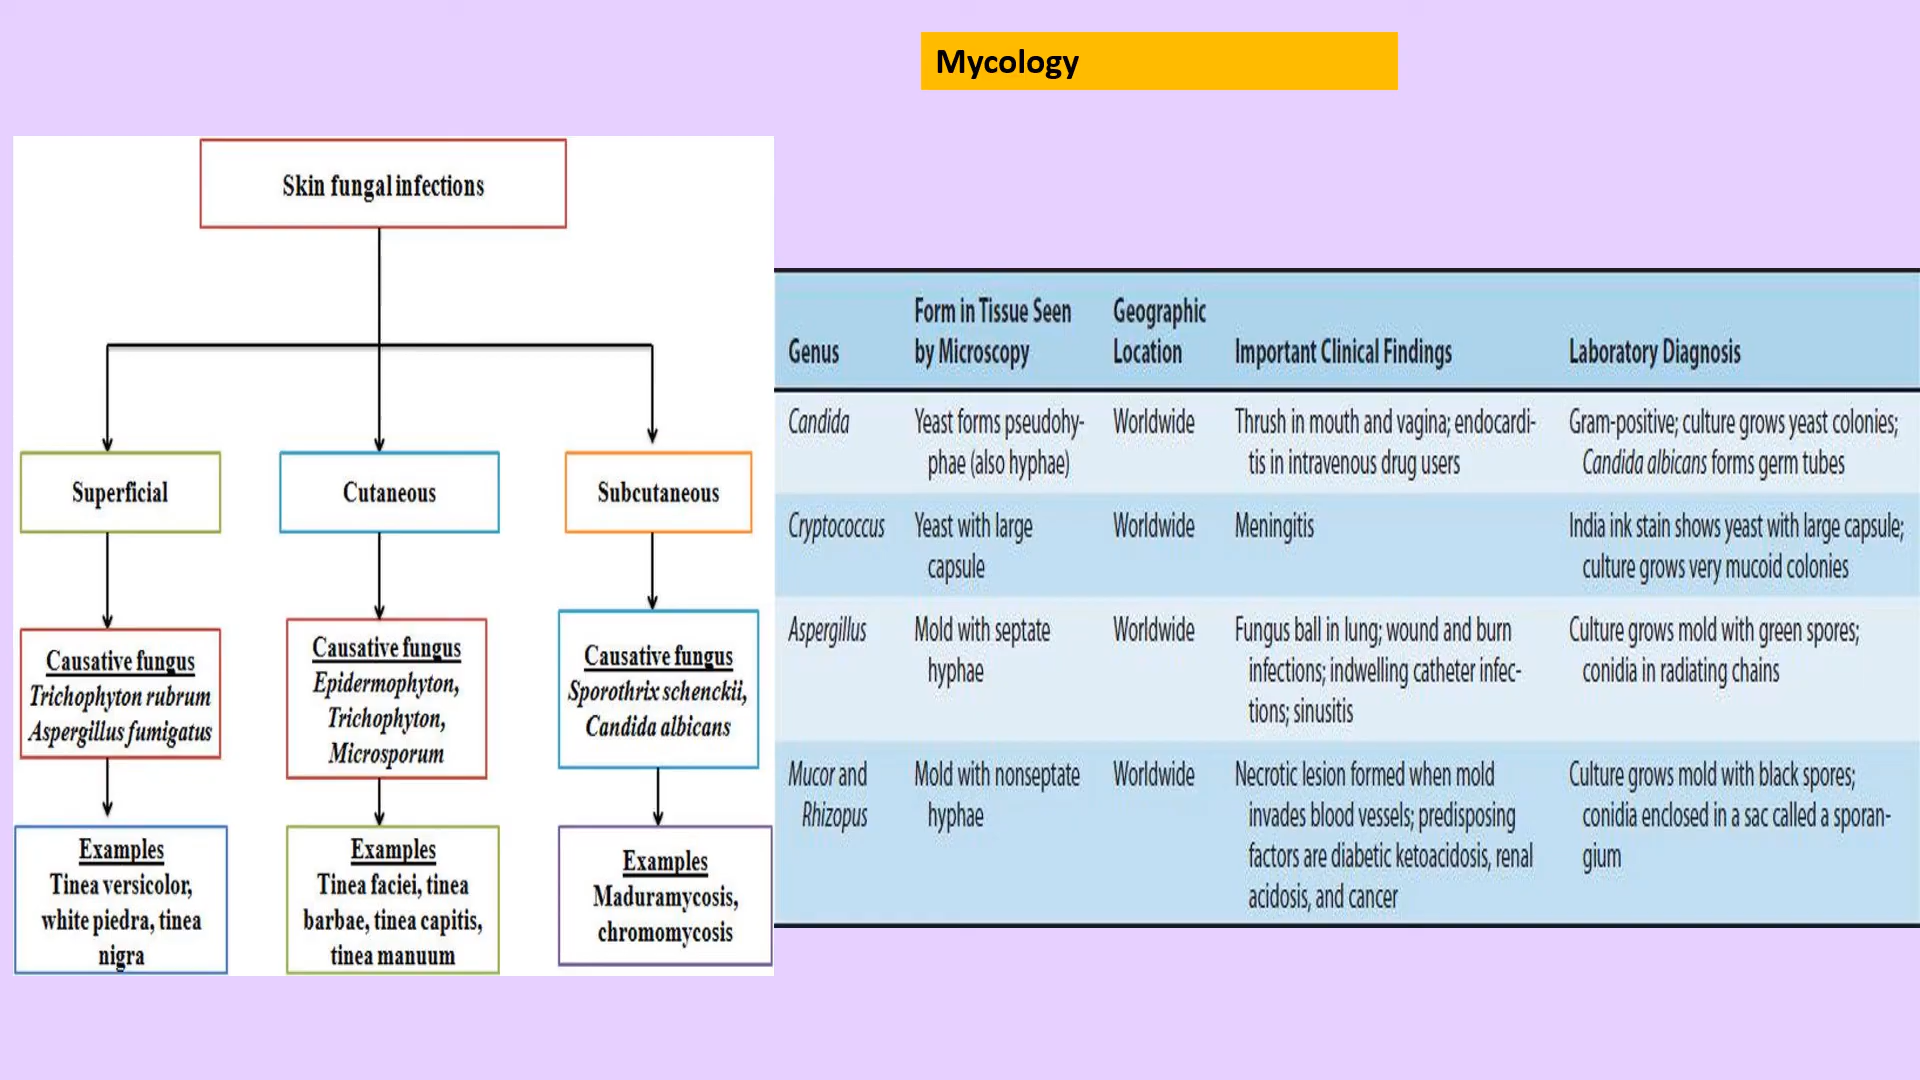 Mycology
Skin fungal infections
Superficial
Cutaneous
Subcutaneous
Causative fungus
Trichophyton rubrum
Aspergillus fumigatus
Causative fungus
Epidermophyton,
Trichophyton,
Microsporum
Causative fungus
Sporothrix schenckii,
Candida albicans
Examples
Tinea versicolor,
white piedra, tinea
nigra
Examples
Tinea faciei, tinea
barbae, tinea capitis,
tinea manuum
Examples
Maduramycosis,
chromomycosis
Genus
Form in Tissue Seen
by Microscopy
Geographic
Location
Important Clinical Findings
Laboratory Diagnosis
Candida
Yeast forms pseudohy-
phae (also hyphae)
Worldwide
Thrush in mouth and vagina; endocardi-
tis in intravenous drug users
Gram-positive; culture grows yeast colonies;
Candida albicans forms germ tubes
Cryptococcus
Yeast with large
capsule
Worldwide
Meningitis
India ink stain shows yeast with large capsule;
culture grows very mucoid colonies
Aspergillus
Mold with septate
hyphae
Worldwide
Fungus ball in lung; wound and burn
infections; indwelling catheter infec-
tions; sinusitis
Culture grows mold with green spores;
conidia in radiating chains
Mucor and
Rhizopus
Mold with nonseptate
hyphae
Worldwide
Necrotic lesion formed when mold
invades blood vessels; predisposing
factors are diabetic ketoacidosis, renal
acidosis, and cancer
Culture grows mold with black spores;
conidia enclosed in a sac called a sporan-
gium